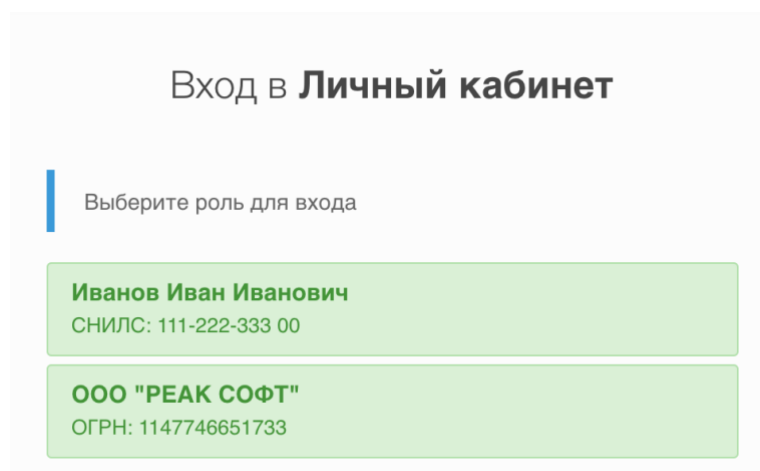 Вход в Личный кабинет
Выберите роль для входа
Иванов Иван Иванович
СНИЛС: 111-222-333 00
ООО "РЕАК СОФТ"
ОГРН: 1147746651733